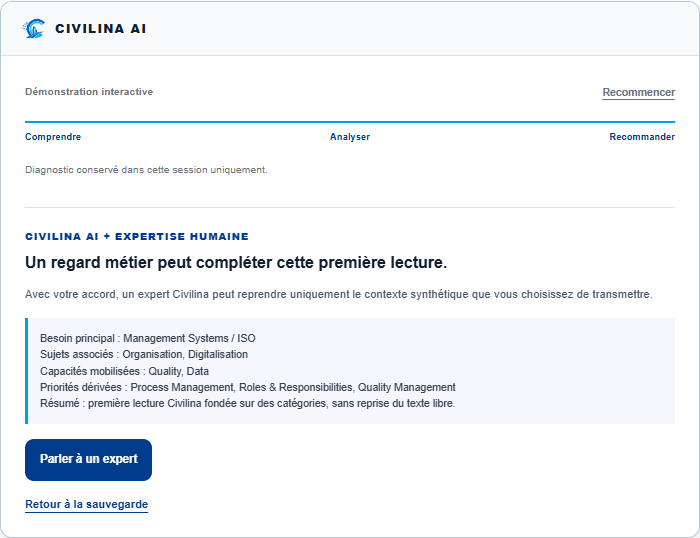 CIVILINA AI
Démonstration interactive
Recommencer
Comprendre
Analyser
Recommander
Diagnostic conservé dans cette session uniquement.
CIVILINA AI + EXPERTISE HUMAINE
Un regard métier peut compléter cette première lecture.
Avec votre accord, un expert Civilina peut reprendre uniquement le contexte synthétique que vous choisissez de transmettre.
Besoin principal : Management Systems / ISO
Sujets associés : Organisation, Digitalisation
Capacités mobilisées : Quality, Data
Priorités dérivées : Process Management, Roles & Responsibilities, Quality Management
Résumé : première lecture Civilina fondée sur des catégories, sans reprise du texte libre.
Parler à un expert
Retour à la sauvegarde